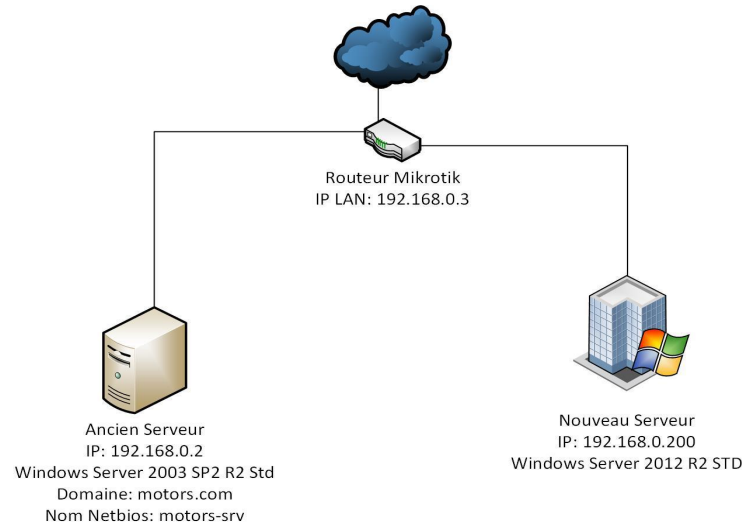 Routeur Mikrotik
IP LAN: 192.168.0.3
Ancien Serveur
IP: 192.168.0.2
Windows Server 2003 SP2 R2 Std
Domaine: motors.com
Nom Netbios: motors-srv
Nouveau Serveur
IP: 192.168.0.200
Windows Server 2012 R2 STD